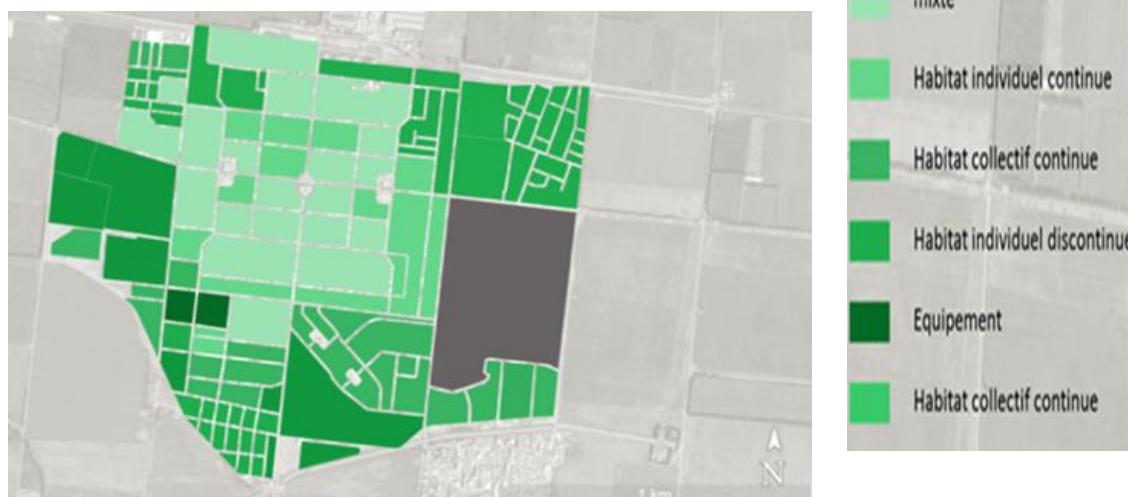 mixte
Habitat individuel continue
Habitat collectif continue
Habitat individuel discontinue
Equipement
Habitat collectif continue
N
1 km